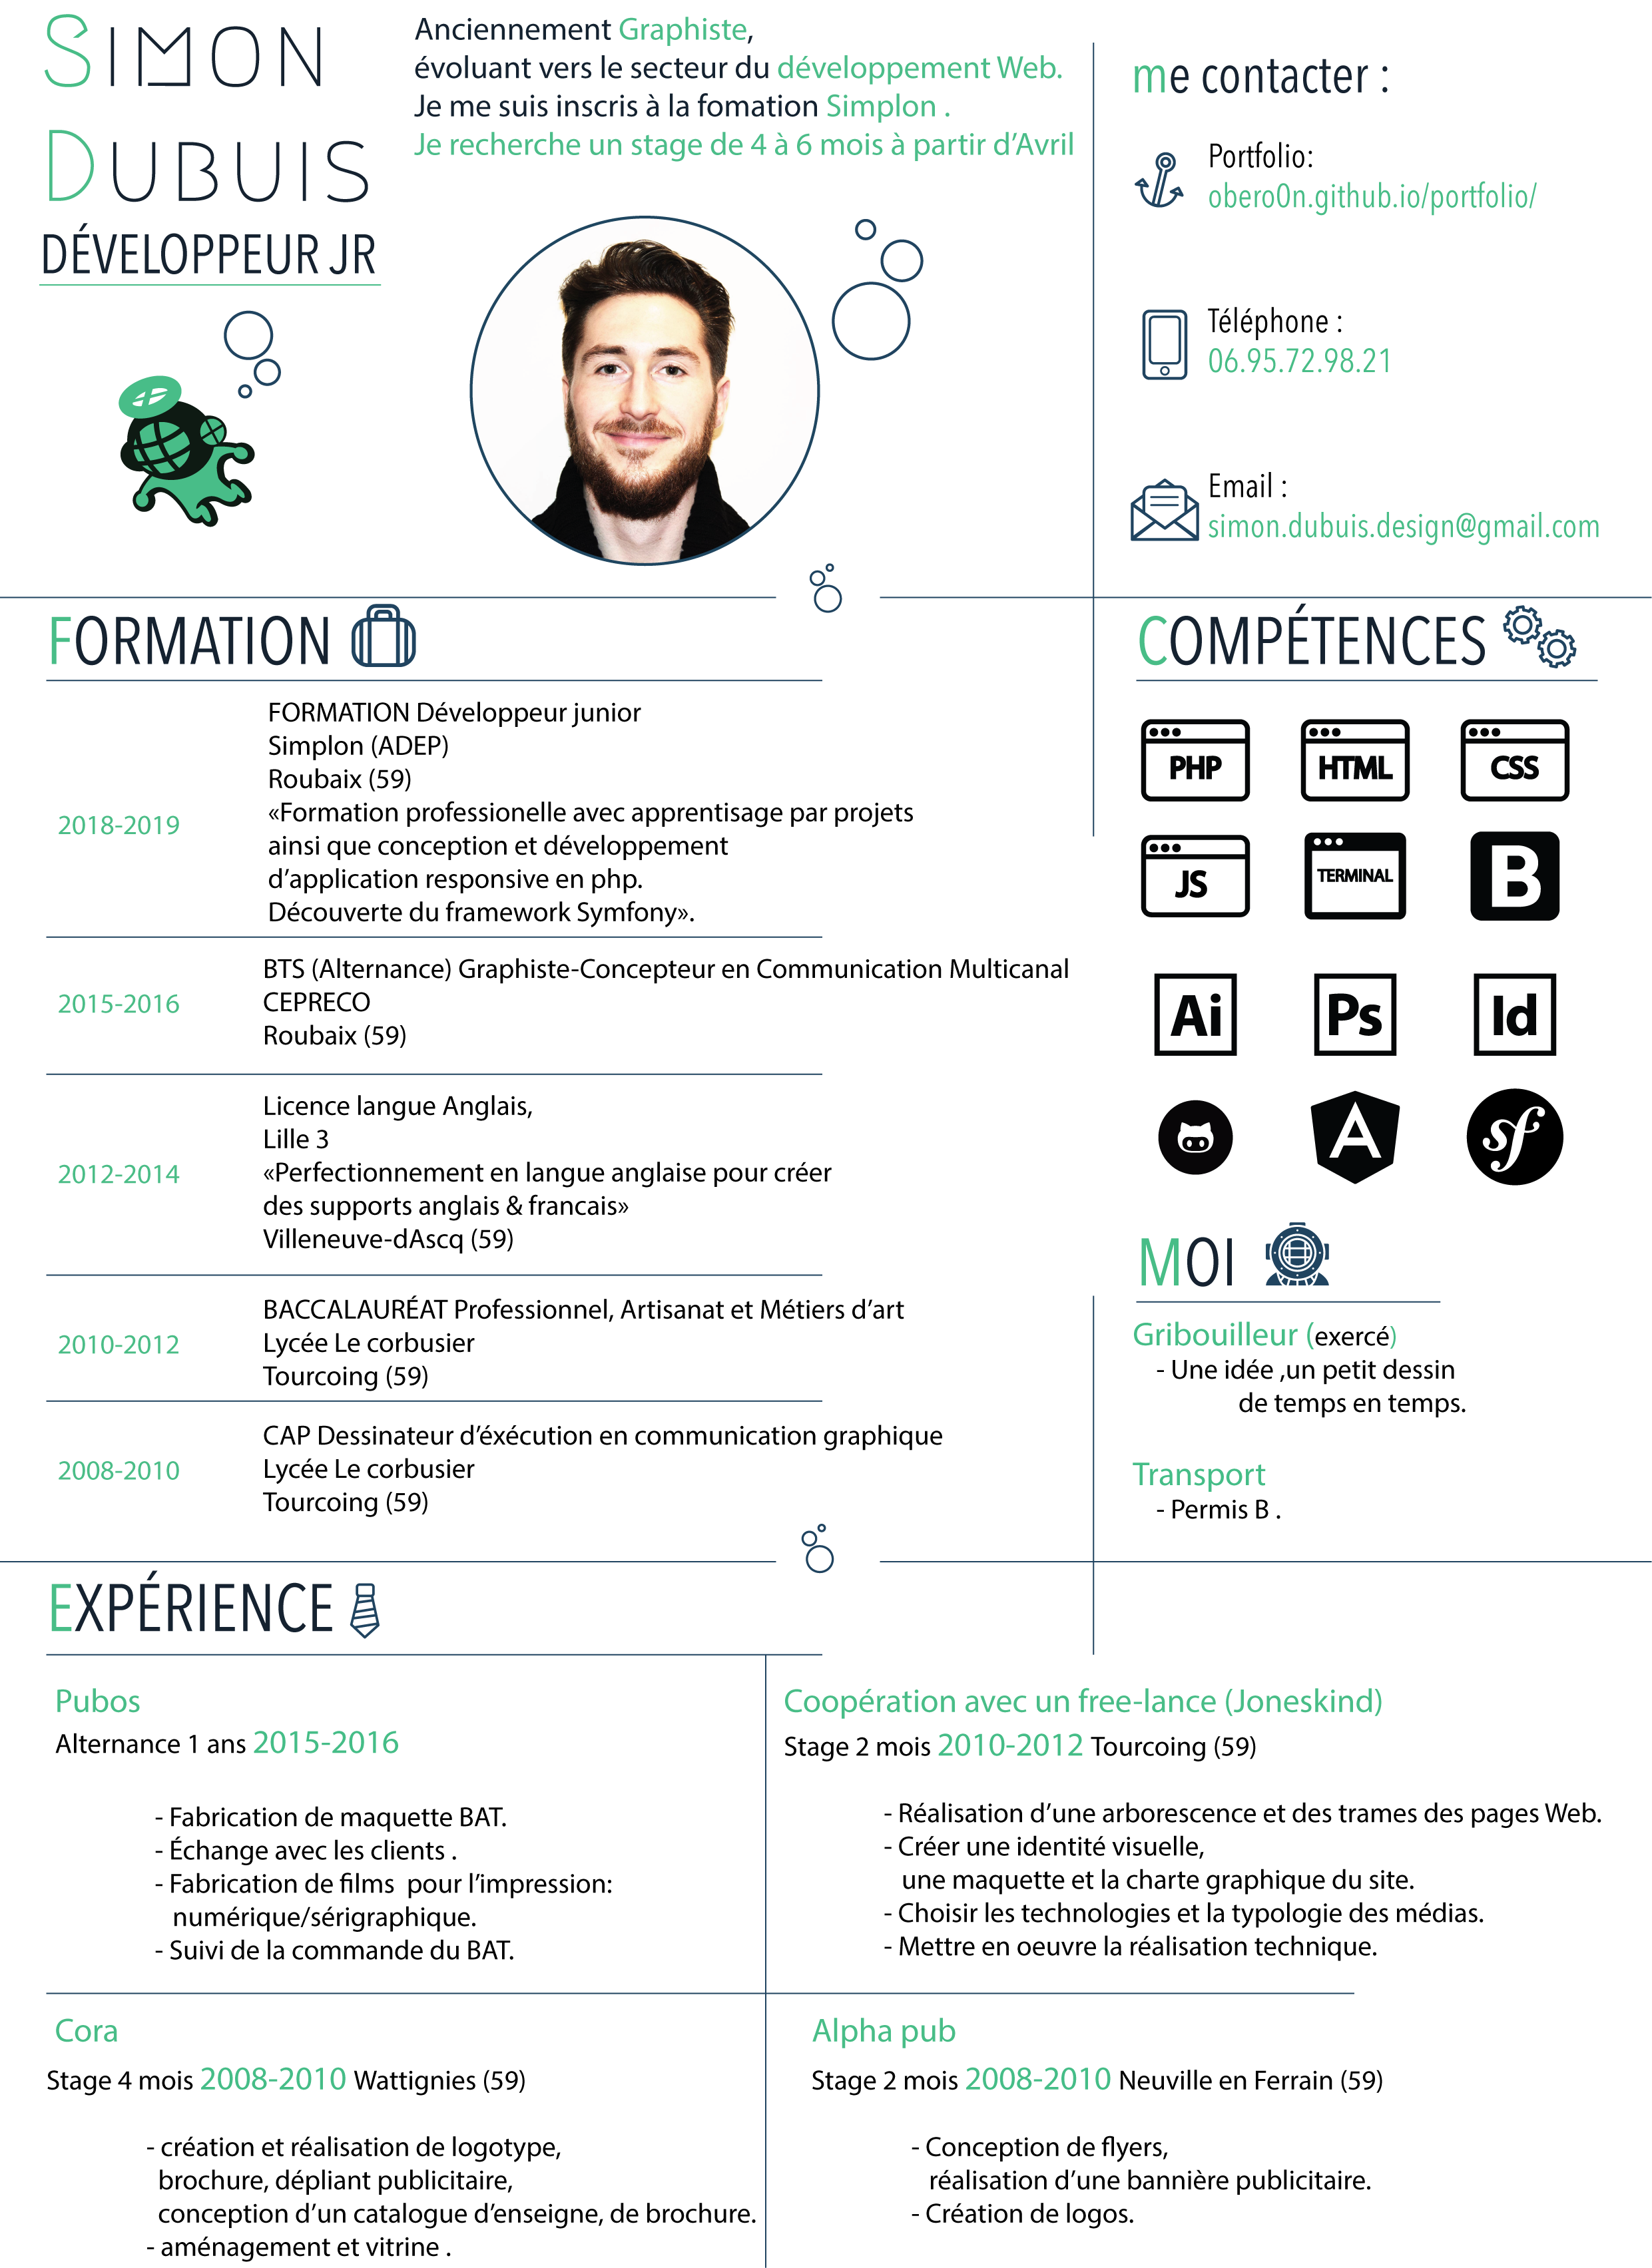 SIMON
DUBUIS
DÉVELOPPEUR JR
Anciennement Graphiste,
évoluant vers le secteur du développement Web.
Je me suis inscris à la fomation Simplon .
Je recherche un stage de 4 à 6 mois à partir d’Avril
me contacter :
Portfolio:
obero0n.github.io/portfolio/
Téléphone :
06.95.72.98.21
Email :
simon.dubuis.design@gmail.com
FORMATION
2018-2019
FORMATION Développeur junior
Simplon (ADEP)
Roubaix (59)
«Formation professionelle avec apprentisage par projets
ainsi que conception et développement
d’application responsive en php.
Découverte du framework Symfony».
2015-2016
BTS (Alternance) Graphiste-Concepteur en Communication Multicanal
CEPRECO
Roubaix (59)
2012-2014
Licence langue Anglais,
Lille 3
«Perfectionnement en langue anglaise pour créer
des supports anglais & francais»
Villeneuve-dAscq (59)
2010-2012
BACCALAURÉAT Professionnel, Artisanat et Métiers d’art
Lycée Le corbusier
Tourcoing (59)
2008-2010
CAP Dessinateur d’éxécution en communication graphique
Lycée Le corbusier
Tourcoing (59)
COMPÉTENCES
PHP HTML CSS
JS TERMINAL B
Ai Ps Id
A sf
MOI
Gribouilleur (exercé)
- Une idée ,un petit dessin
de temps en temps.
Transport
- Permis B .
EXPÉRIENCE
Pubos
Alternance 1 ans 2015-2016
- Fabrication de maquette BAT.
- Échange avec les clients .
- Fabrication de films pour l’impression:
numérique/sérigraphique.
- Suivi de la commande du BAT.
Coopération avec un free-lance (Joneskind)
Stage 2 mois 2010-2012 Tourcoing (59)
- Réalisation d’une arborescence et des trames des pages Web.
- Créer une identité visuelle,
une maquette et la charte graphique du site.
- Choisir les technologies et la typologie des médias.
- Mettre en oeuvre la réalisation technique.
Cora
Stage 4 mois 2008-2010 Wattignies (59)
- création et réalisation de logotype,
brochure, dépliant publicitaire,
conception d’un catalogue d’enseigne, de brochure.
- aménagement et vitrine .
Alpha pub
Stage 2 mois 2008-2010 Neuville en Ferrain (59)
- Conception de flyers,
réalisation d’une bannière publicitaire.
- Création de logos.